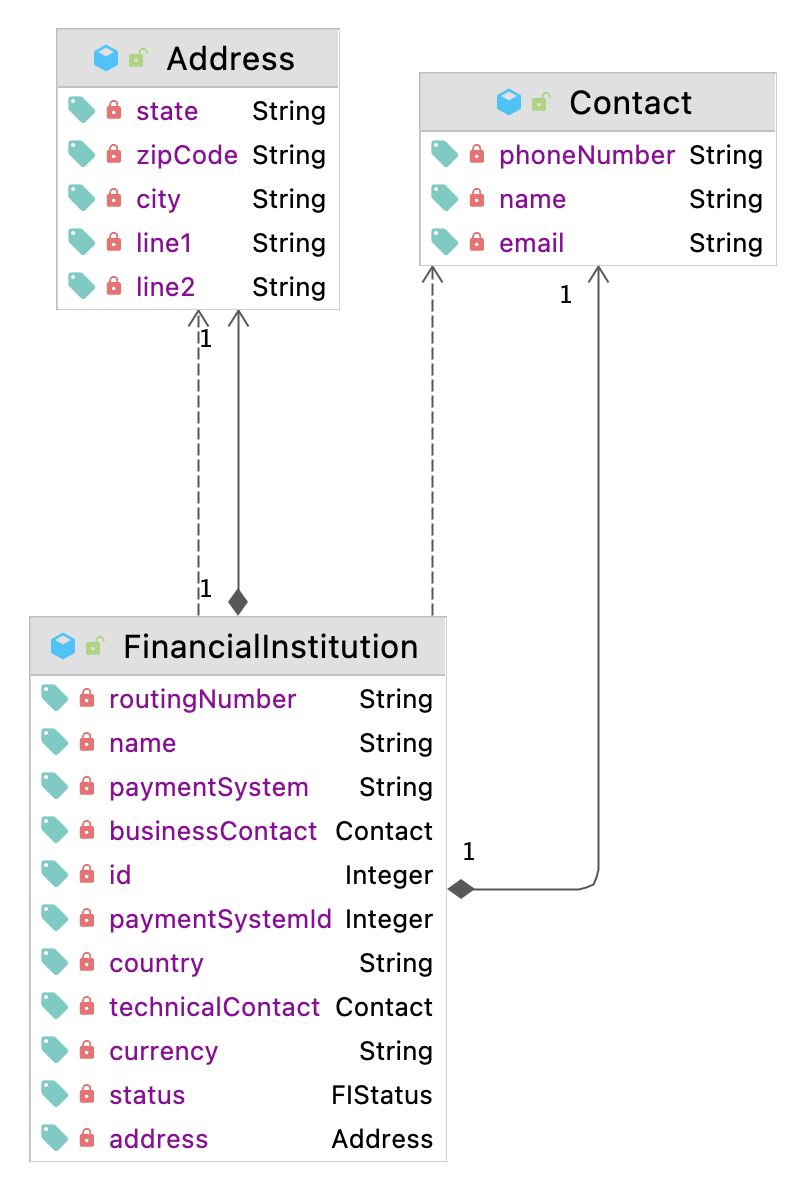 Address
state String
zipCode String
city String
line1 String
line2 String
Contact
phoneNumber String
name String
email String
1
1
1
FinancialInstitution
routingNumber String
name String
paymentSystem String
businessContact Contact
1
id Integer
paymentSystemId Integer
country String
technicalContact Contact
currency String
status FIStatus
address Address